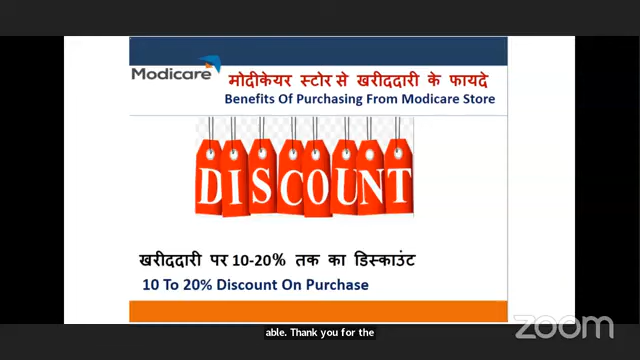 Modicare
मोदीकेयर स्टोर से खरीददारी के फायदे
Benefits Of Purchasing From Modicare Store
DISCOUNT
खरीददारी पर 10-20% तक का डिस्काउंट
10 To 20% Discount On Purchase
able. Thank you for the
zoom